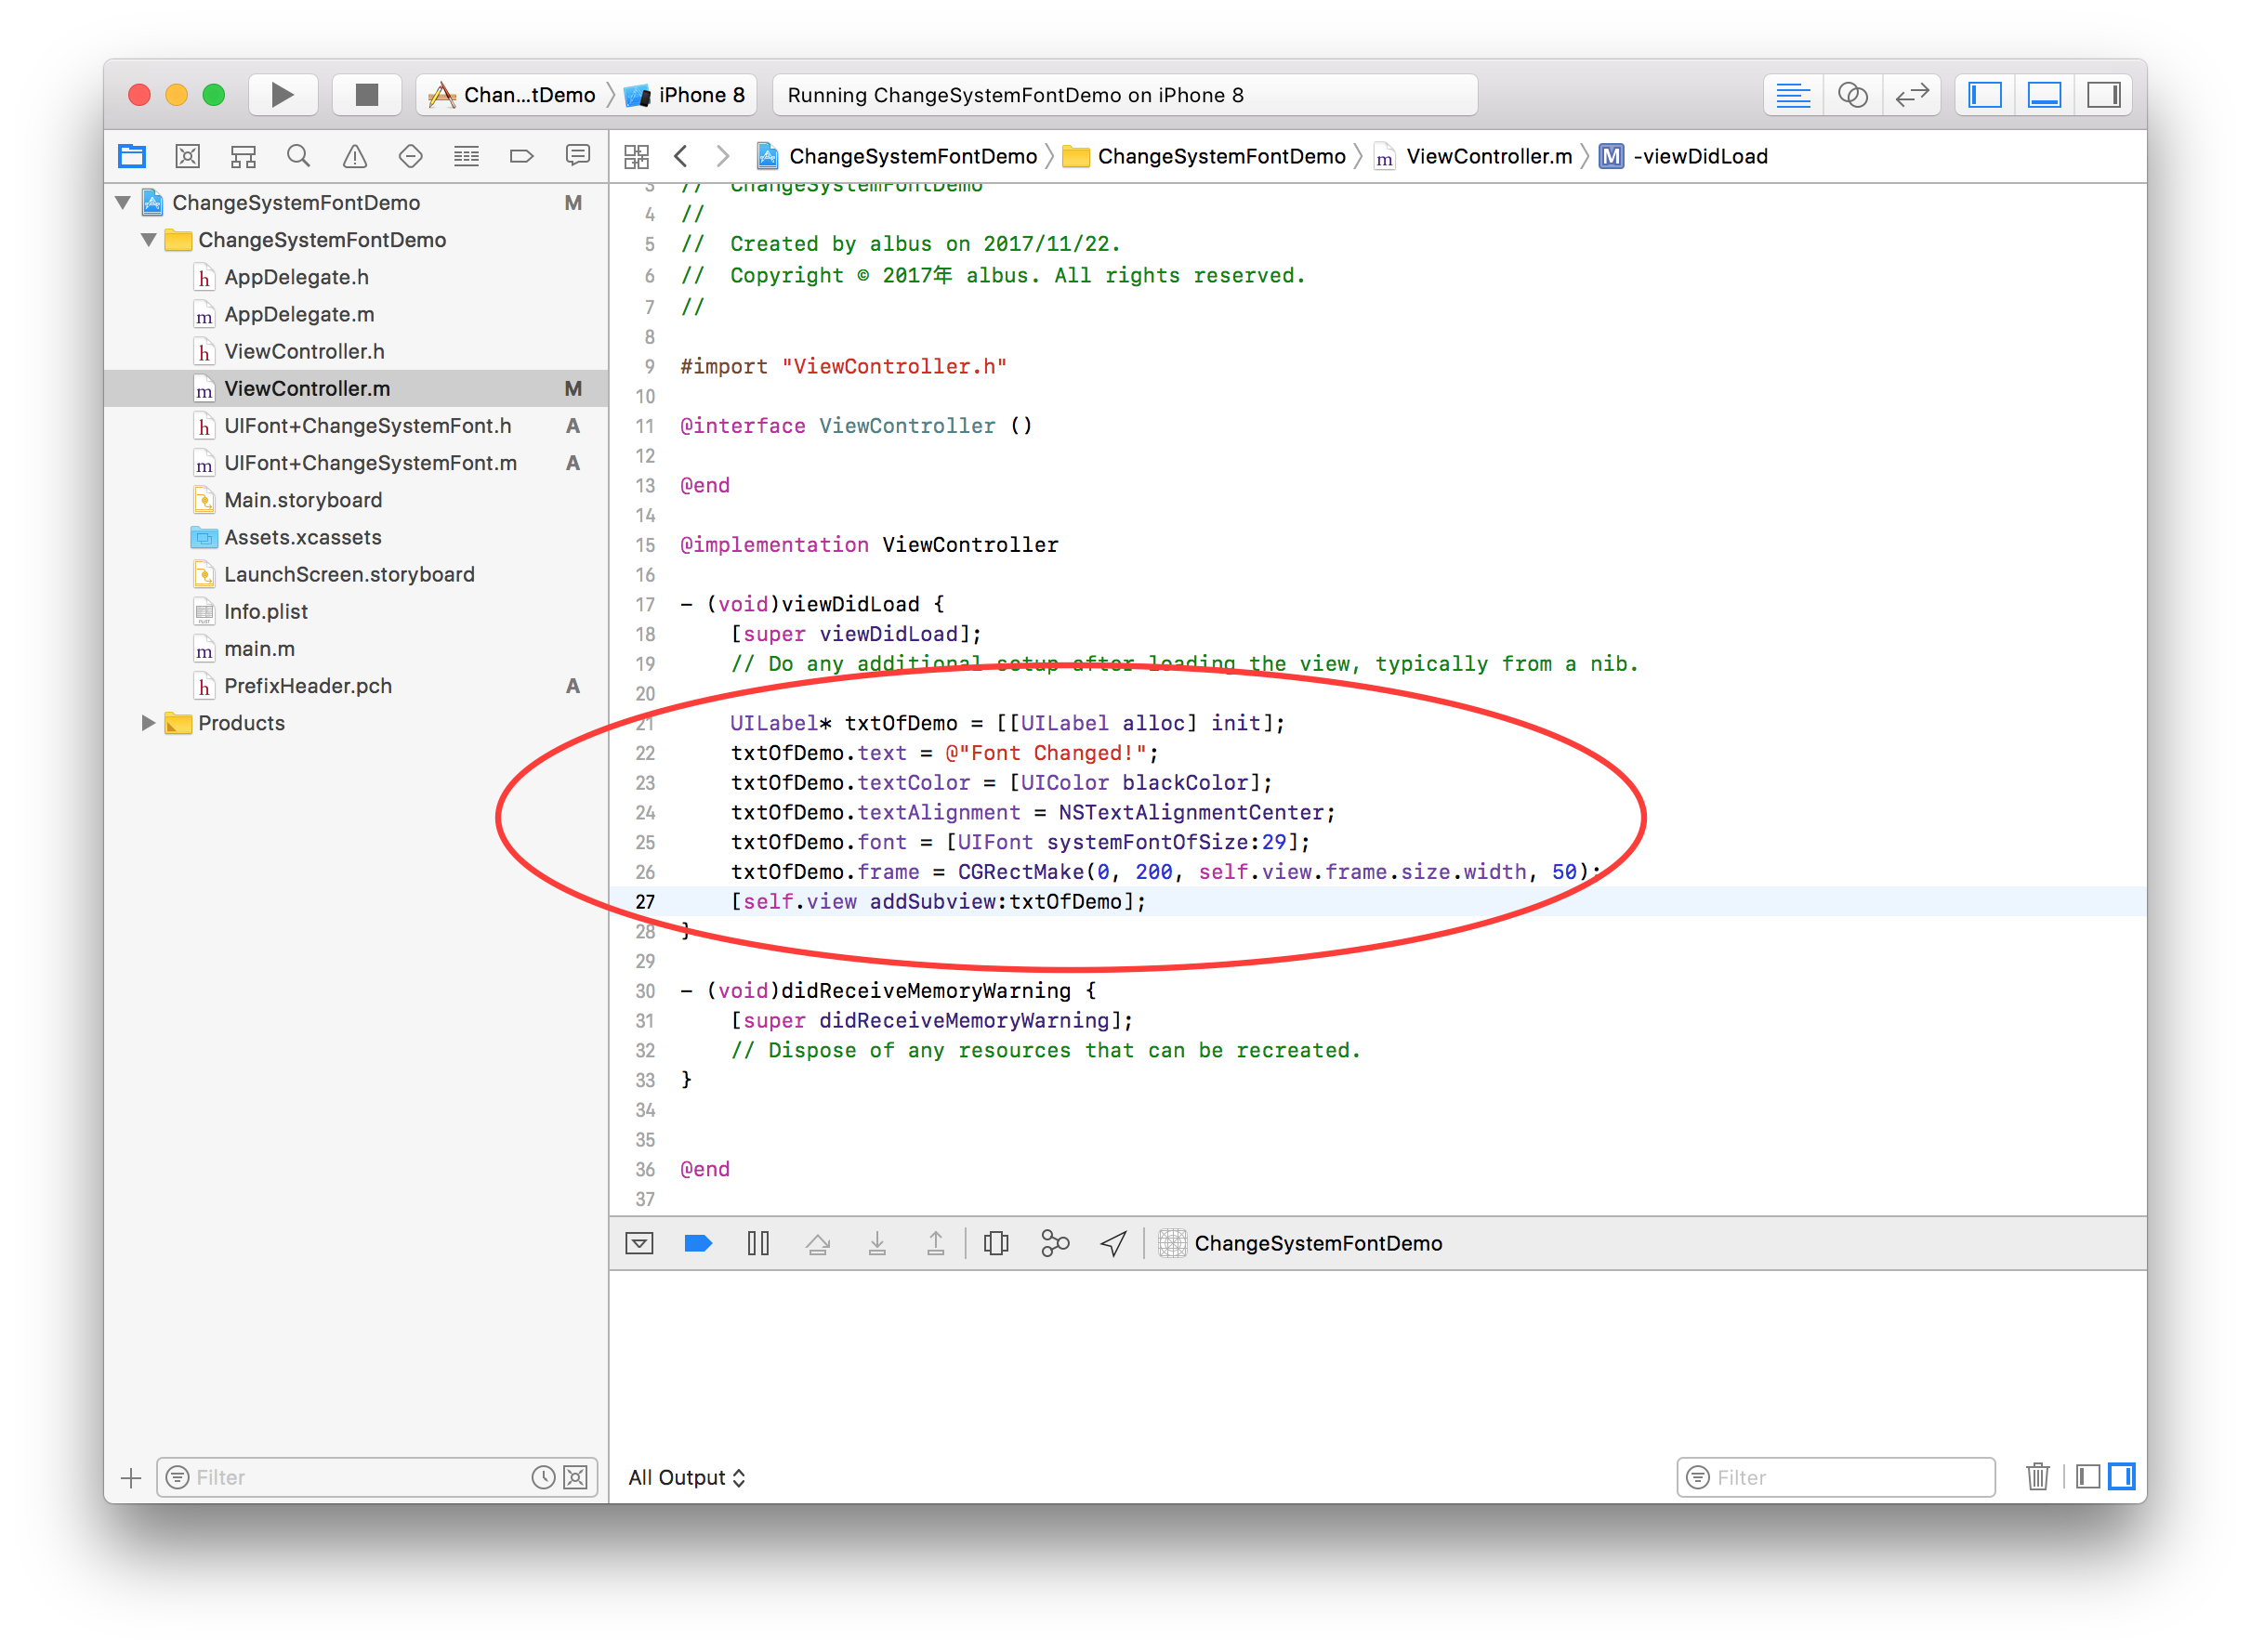 Chan...tDemo
iPhone 8
Running ChangeSystemFontDemo on iPhone 8
ChangeSystemFontDemo
ChangeSystemFontDemo
ViewController.m
M
-viewDidLoad
ChangeSystemFontDemo M
ChangeSystemFontDemo
h AppDelegate.h
m AppDelegate.m
h ViewController.h
m ViewController.m M
h UIFont+ChangeSystemFont.h A
m UIFont+ChangeSystemFont.m A
Main.storyboard
Assets.xcassets
LaunchScreen.storyboard
Info.plist
m main.m
h PrefixHeader.pch A
Products
Filter
3 // ChangeSystemFontDemo
4 //
5 // Created by albus on 2017/11/22.
6 // Copyright © 2017年 albus. All rights reserved.
7 //
8
9 #import "ViewController.h"
10
11 @interface ViewController ()
12
13 @end
14
15 @implementation ViewController
16
17 - (void)viewDidLoad {
18 [super viewDidLoad];
19 // Do any additional setup after loading the view, typically from a nib.
20
21 UILabel* txtOfDemo = [[UILabel alloc] init];
22 txtOfDemo.text = @"Font Changed!";
23 txtOfDemo.textColor = [UIColor blackColor];
24 txtOfDemo.textAlignment = NSTextAlignmentCenter;
25 txtOfDemo.font = [UIFont systemFontOfSize:29];
26 txtOfDemo.frame = CGRectMake(0, 200, self.view.frame.size.width, 50);
27 [self.view addSubview:txtOfDemo];
28 }
29
30 - (void)didReceiveMemoryWarning {
31 [super didReceiveMemoryWarning];
32 // Dispose of any resources that can be recreated.
33 }
34
35
36 @end
37
ChangeSystemFontDemo
All Output
Filter